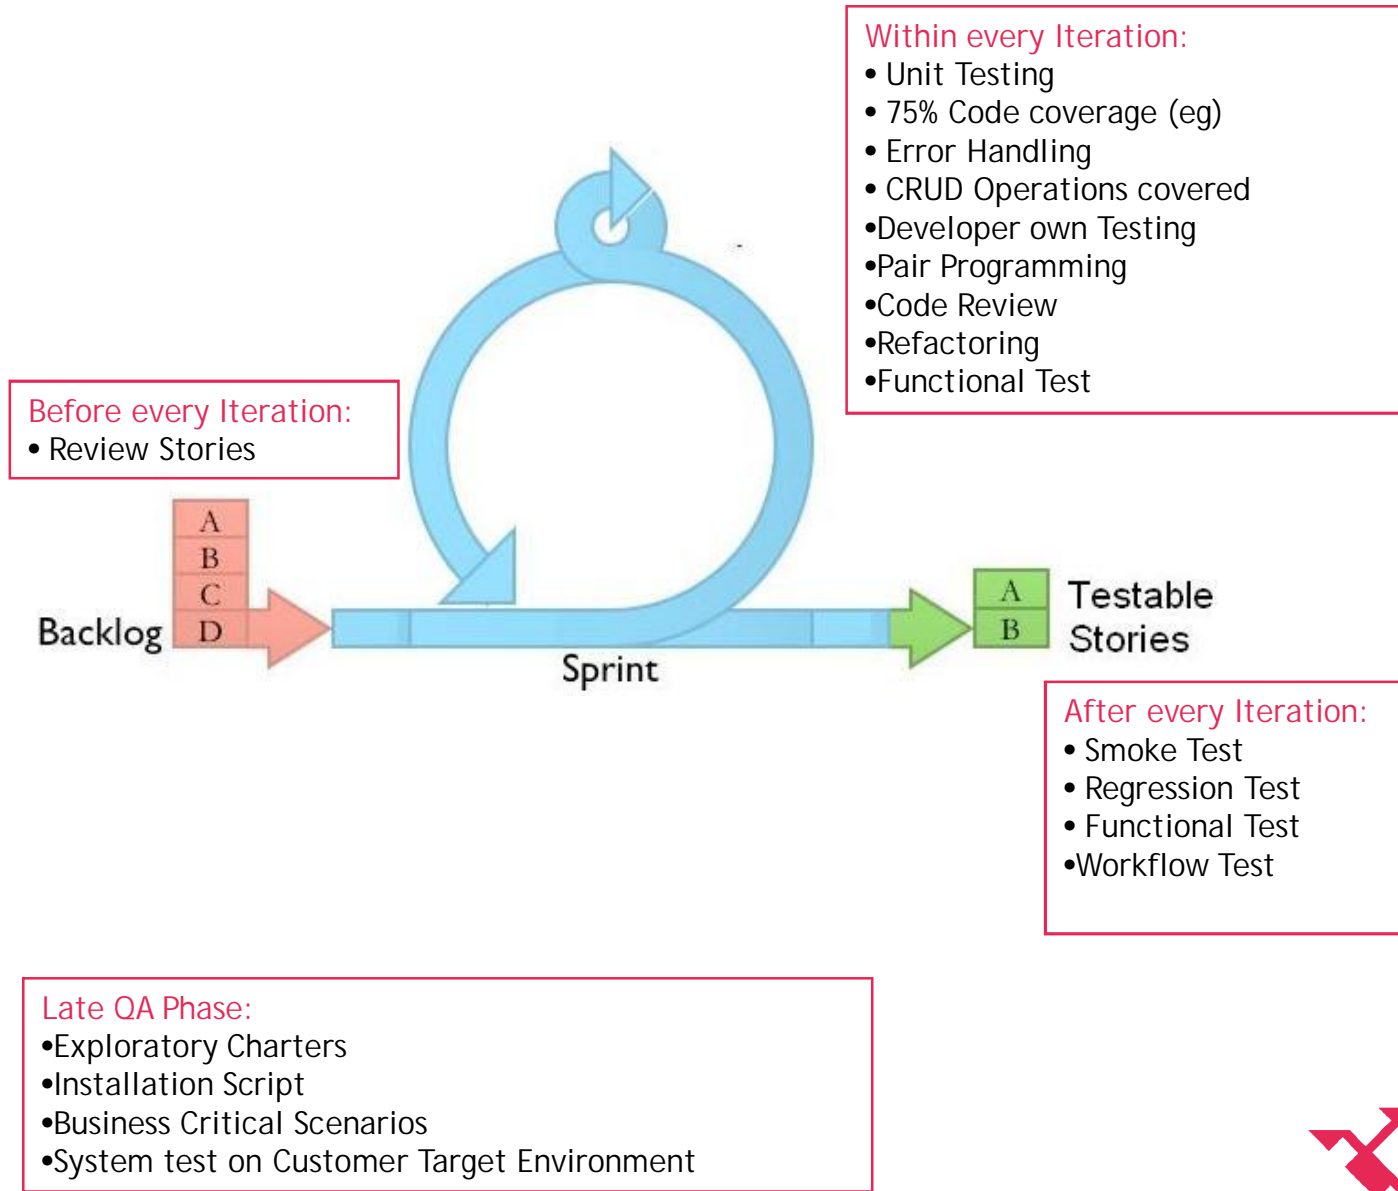 Within every Iteration:
• Unit Testing
• 75% Code coverage (eg)
• Error Handling
• CRUD Operations covered
•Developer own Testing
•Pair Programming
•Code Review
•Refactoring
•Functional Test
Before every Iteration:
• Review Stories
A
B
C
D
Backlog
Sprint
A
B
Testable
Stories
After every Iteration:
• Smoke Test
• Regression Test
• Functional Test
•Workflow Test
Late QA Phase:
•Exploratory Charters
•Installation Script
•Business Critical Scenarios
•System test on Customer Target Environment